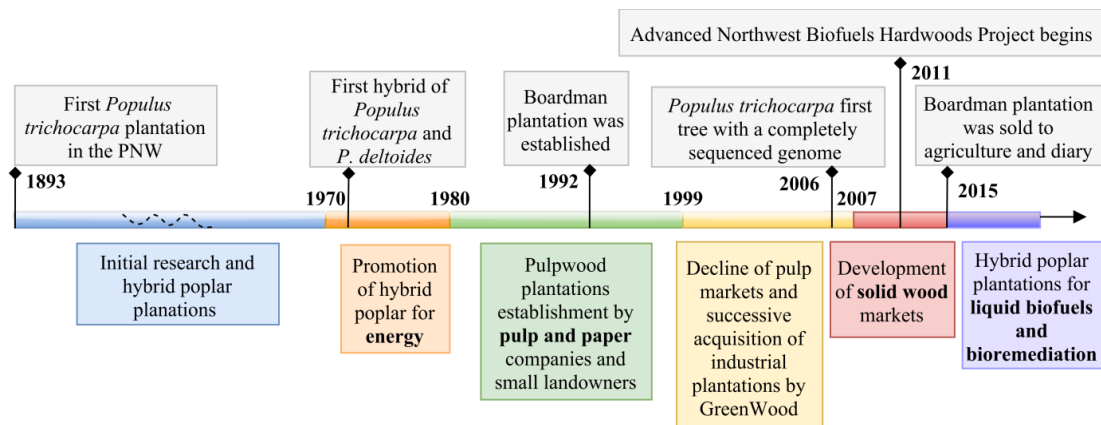 Advanced Northwest Biofuels Hardwoods Project begins
2011
First Populus
trichocarpa plantation
in the PNW
1893
First hybrid of
Populus
trichocarpa and
P. deltoides
Boardman
plantation was
established
1992
Populus trichocarpa first
tree with a completely
sequenced genome
2006
Boardman plantation
was sold to
agriculture and diary
2015
1970
1980
1999
2007
Initial research and
hybrid poplar
planations
Promotion
of hybrid
poplar for
energy
Pulpwood
plantations
establishment by
pulp and paper
companies and
small landowners
Decline of pulp
markets and
successive
acquisition of
industrial
plantations by
GreenWood
Development
of solid wood
markets
Hybrid poplar
plantations for
liquid biofuels
and
bioremediation